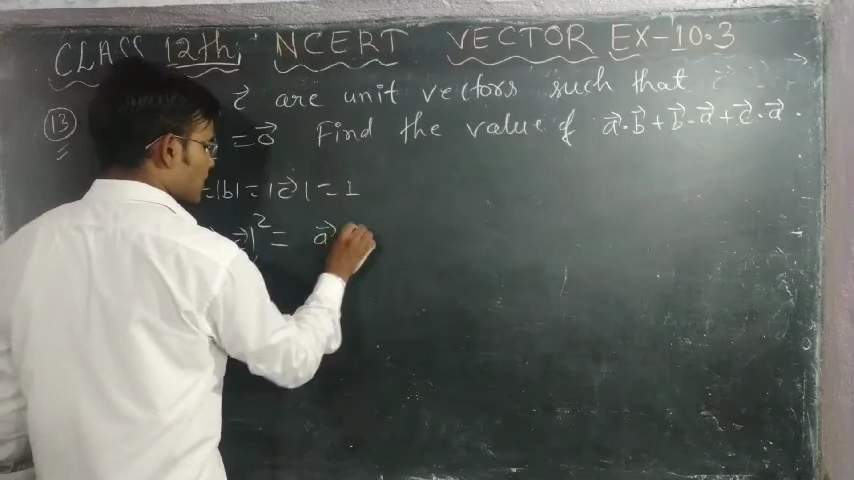 CLASS 12th NCERT VECTOR EX-10.3
(13) c⃗ are unit vectors such that
= 0⃗ Find the value of a⃗·b⃗+b⃗·a⃗+c⃗·a⃗.
=|b|=|c⃗|=1
c⃗|²= a⃗